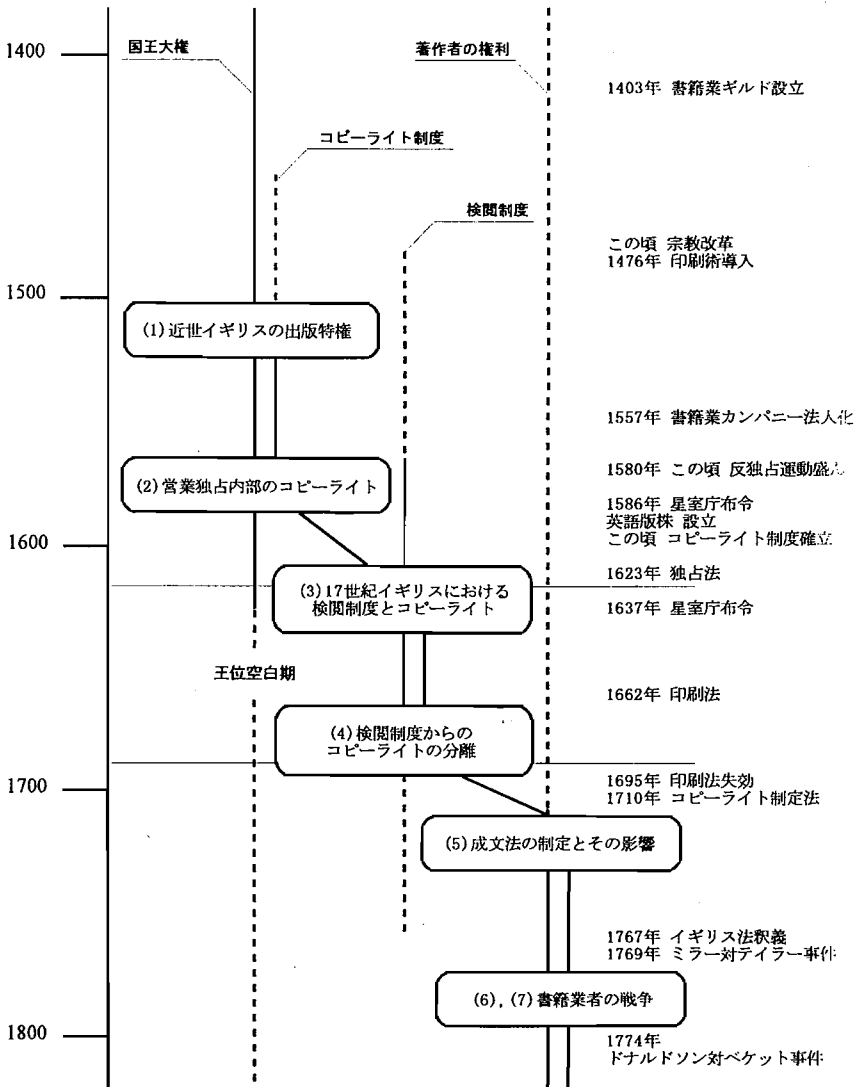 1400
国王大権
著作者の権利
1403年 書籍業ギルド設立
コピーライト制度
検閲制度
この頃 宗教改革
1476年 印刷術導入
1500
(1)近世イギリスの出版特権
1557年 書籍業カンパニー法人化
(2)営業独占内部のコピーライト
1580年 この頃 反独占運動盛ん
1586年 星室庁布令
英語版株 設立
この頃 コピーライト制度確立
1600
1623年 独占法
(3)17世紀イギリスにおける
検閲制度とコピーライト
1637年 星室庁布令
王位空白期
1662年 印刷法
(4)検閲制度からの
コピーライトの分離
1700
1695年 印刷法失効
1710年 コピーライト制定法
(5)成文法の制定とその影響
1767年 イギリス法釈義
1769年 ミラー対テイラー事件
(6),(7)書籍業者の戦争
1800
1774年
ドナルドソン対ベケット事件